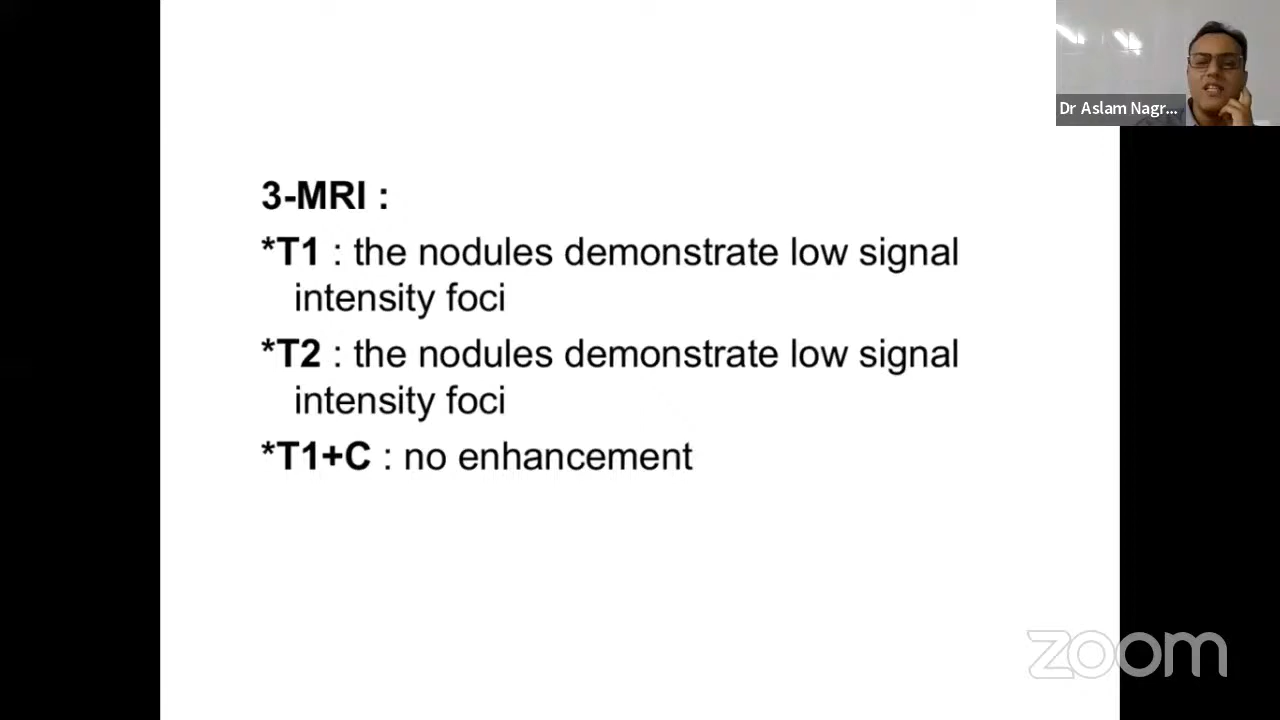 Dr Aslam Nagr...
3-MRI :
*T1 : the nodules demonstrate low signal
intensity foci
*T2 : the nodules demonstrate low signal
intensity foci
*T1+C : no enhancement
zoom